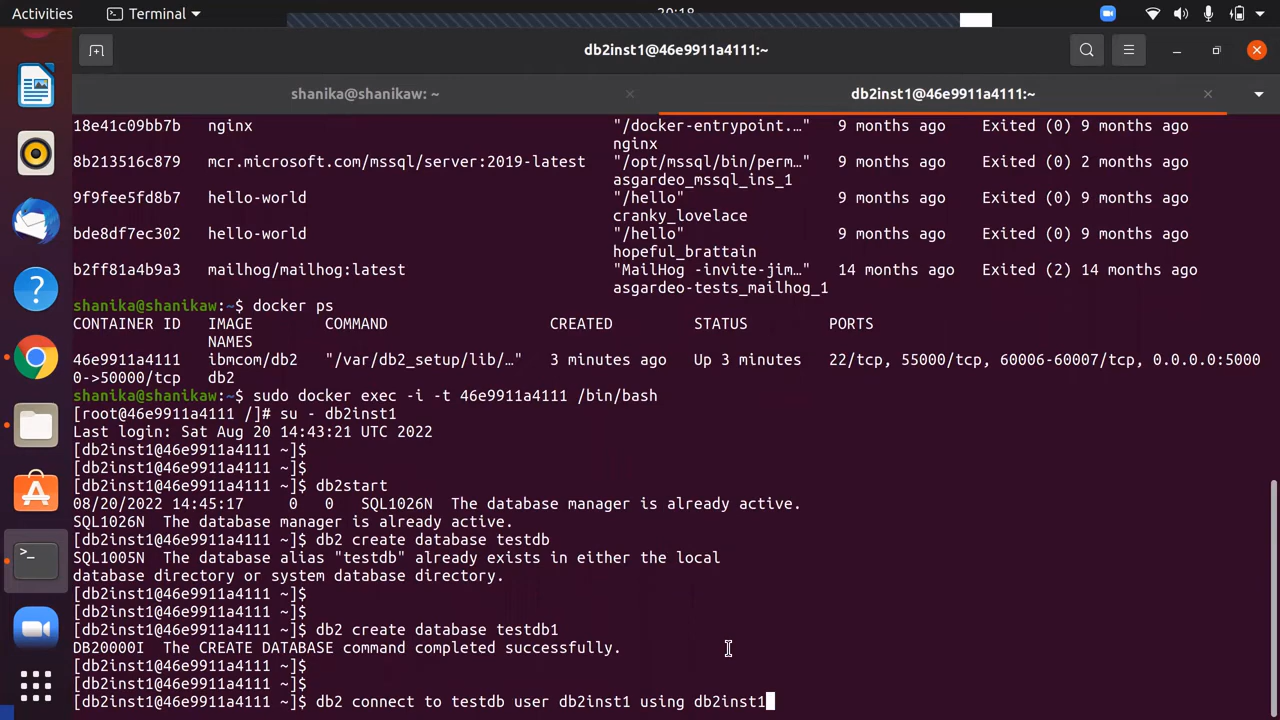 Activities Terminal 20:18
db2inst1@46e9911a4111:~
shanika@shanikaw: ~ × db2inst1@46e9911a4111:~ ×
18e41c09bb7b nginx "/docker-entrypoint.…" 9 months ago Exited (0) 9 months ago
nginx
8b213516c879 mcr.microsoft.com/mssql/server:2019-latest "/opt/mssql/bin/perm…" 9 months ago Exited (0) 2 months ago
asgardeo_mssql_ins_1
9f9fee5fd8b7 hello-world "/hello" 9 months ago Exited (0) 9 months ago
cranky_lovelace
bde8df7ec302 hello-world "/hello" 9 months ago Exited (0) 9 months ago
hopeful_brattain
b2ff81a4b9a3 mailhog/mailhog:latest "MailHog -invite-jim…" 14 months ago Exited (2) 14 months ago
asgardeo-tests_mailhog_1
shanika@shanikaw:~$ docker ps
CONTAINER ID IMAGE COMMAND CREATED STATUS PORTS
NAMES
46e9911a4111 ibmcom/db2 "/var/db2_setup/lib/…" 3 minutes ago Up 3 minutes 22/tcp, 55000/tcp, 60006-60007/tcp, 0.0.0.0:5000
0->50000/tcp db2
shanika@shanikaw:~$ sudo docker exec -i -t 46e9911a4111 /bin/bash
[root@46e9911a4111 /]# su - db2inst1
Last login: Sat Aug 20 14:43:21 UTC 2022
[db2inst1@46e9911a4111 ~]$
[db2inst1@46e9911a4111 ~]$
[db2inst1@46e9911a4111 ~]$ db2start
08/20/2022 14:45:17 0 0 SQL1026N The database manager is already active.
SQL1026N The database manager is already active.
[db2inst1@46e9911a4111 ~]$ db2 create database testdb
SQL1005N The database alias "testdb" already exists in either the local
database directory or system database directory.
[db2inst1@46e9911a4111 ~]$
[db2inst1@46e9911a4111 ~]$
[db2inst1@46e9911a4111 ~]$ db2 create database testdb1
DB20000I The CREATE DATABASE command completed successfully.
[db2inst1@46e9911a4111 ~]$
[db2inst1@46e9911a4111 ~]$
[db2inst1@46e9911a4111 ~]$ db2 connect to testdb user db2inst1 using db2inst1